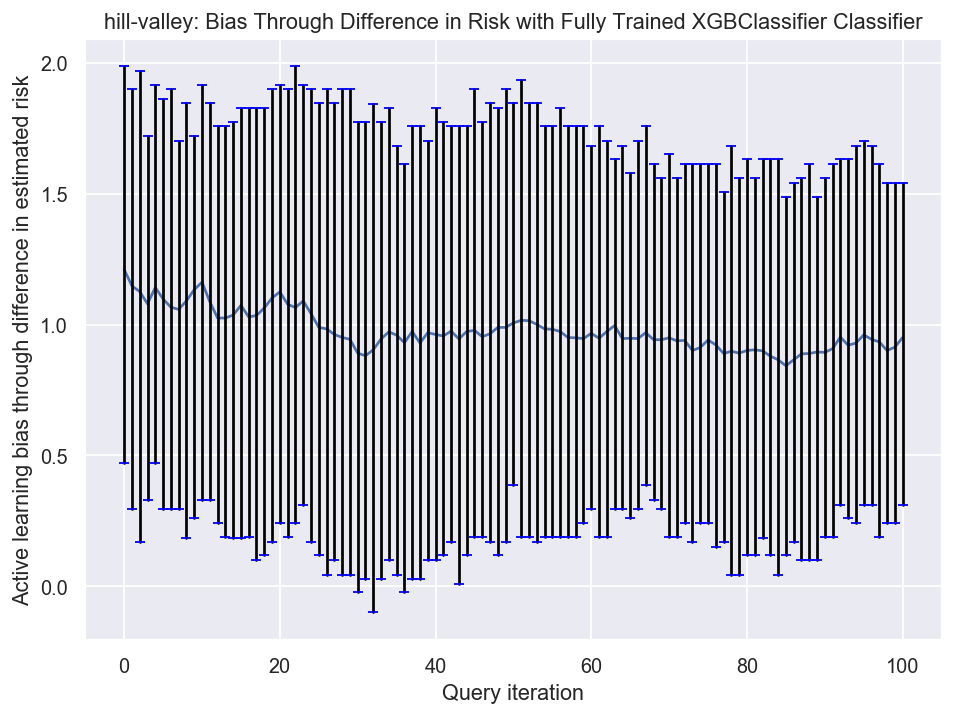 hill-valley: Bias Through Difference in Risk with Fully Trained XGBClassifier Classifier
Active learning bias through difference in estimated risk
2.0
1.5
1.0
0.5
0.0
0 20 40 60 80 100
Query iteration